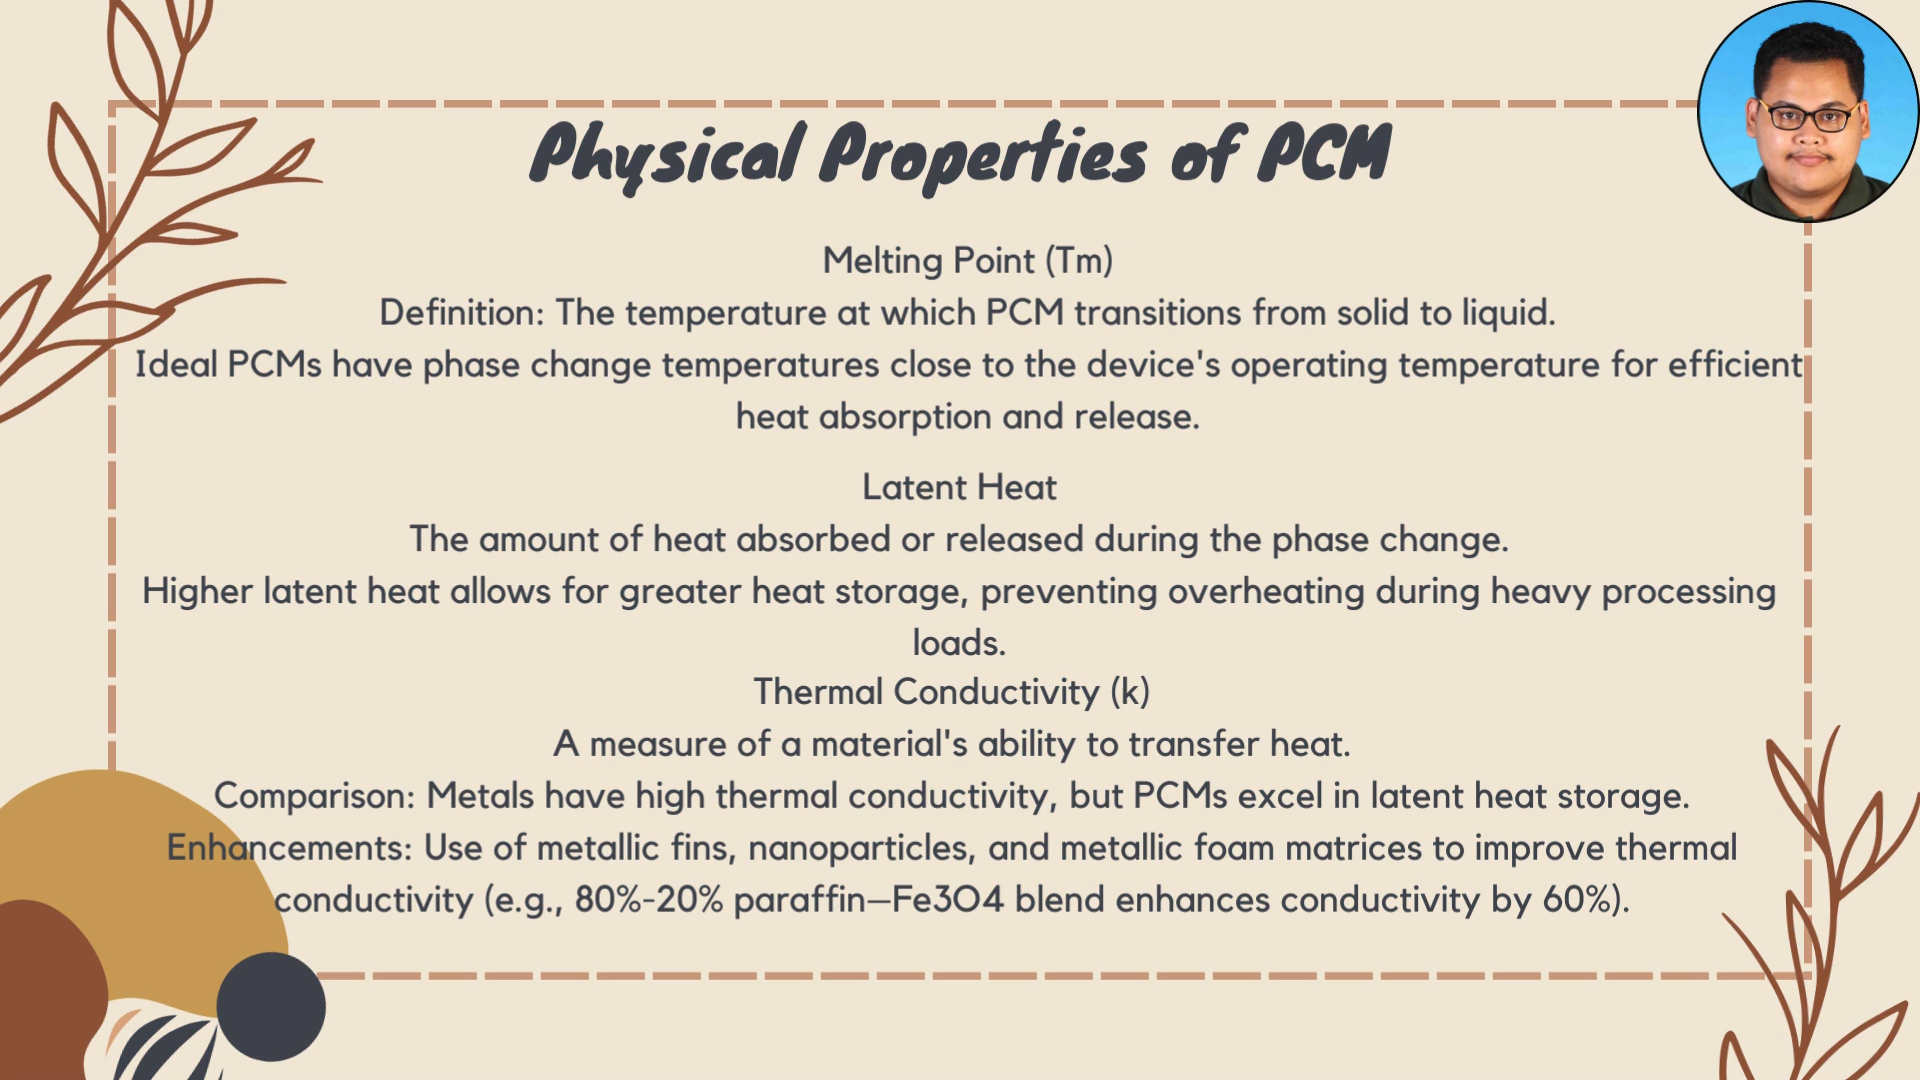 Physical Properties of PCM
Melting Point (Tm)
Definition: The temperature at which PCM transitions from solid to liquid.
Ideal PCMs have phase change temperatures close to the device's operating temperature for efficient
heat absorption and release.
Latent Heat
The amount of heat absorbed or released during the phase change.
Higher latent heat allows for greater heat storage, preventing overheating during heavy processing
loads.
Thermal Conductivity (k)
A measure of a material's ability to transfer heat.
Comparison: Metals have high thermal conductivity, but PCMs excel in latent heat storage.
Enhancements: Use of metallic fins, nanoparticles, and metallic foam matrices to improve thermal
conductivity (e.g., 80%-20% paraffin–Fe3O4 blend enhances conductivity by 60%).